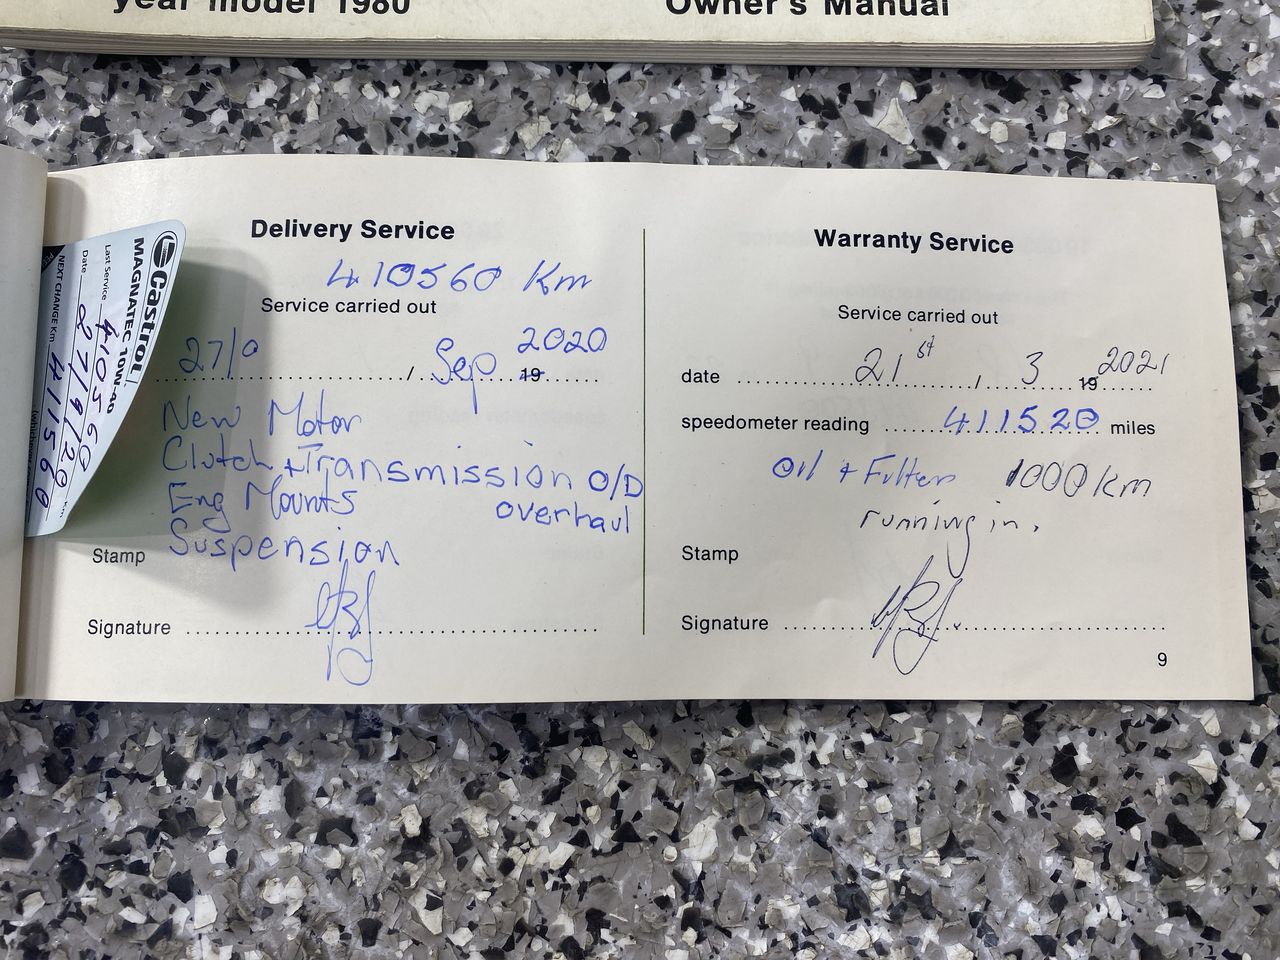 year model 1980
Owner's Manual
Castrol
MAGNATEC 10W-40
Last Service 410560 Km
Date 27/9/20
NEXT CHANGE Km 411560
Delivery Service
410560 Km
Service carried out
27/9 / Sep 19 2020
New Motor
Clutch + Transmission O/D
Eng Mounts overhaul
Suspension
Stamp
Signature
Warranty Service
Service carried out
date 21st / 3 19 2021
speedometer reading 411520 miles
Oil + Filters 1000 km
running in.
Stamp
Signature
9